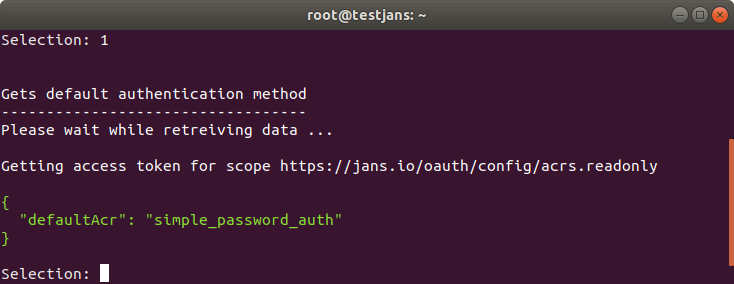 root@testjans: ~
Selection: 1
Gets default authentication method
----------------------------------
Please wait while retreiving data ...
Getting access token for scope https://jans.io/oauth/config/acrs.readonly
{
  "defaultAcr": "simple_password_auth"
}
Selection: